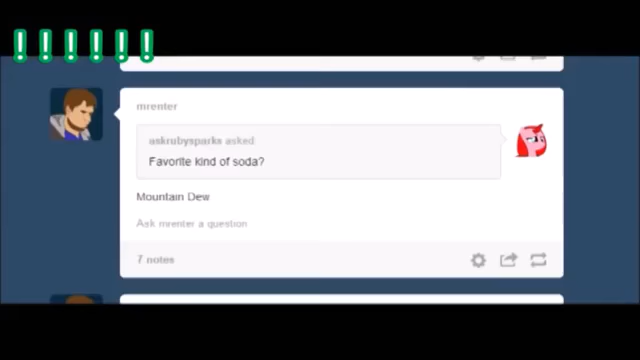 !!!!!!
mrenter
askrubysparks asked:
Favorite kind of soda?
Mountain Dew
Ask mrenter a question
7 notes